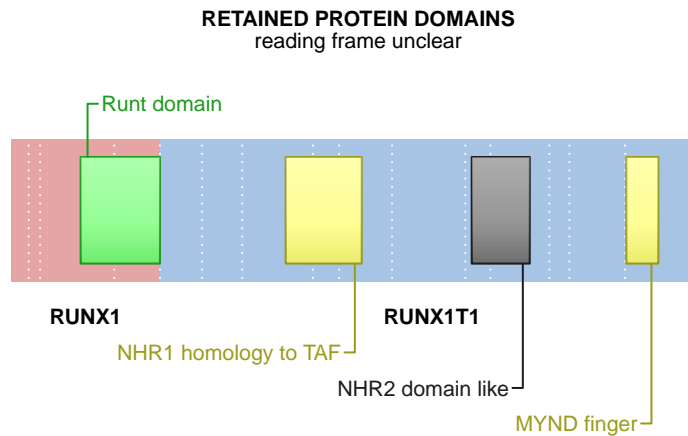 RETAINED PROTEIN DOMAINS
reading frame unclear
Runt domain
RUNX1
RUNX1T1
NHR1 homology to TAF
NHR2 domain like
MYND finger